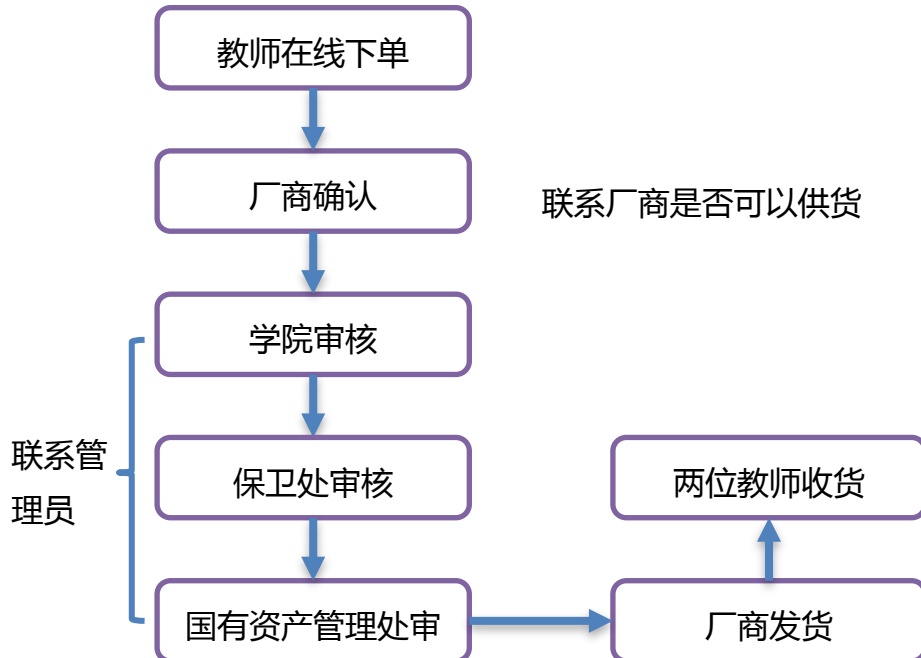 教师在线下单
厂商确认
联系厂商是否可以供货
学院审核
联系管
理员
保卫处审核
两位教师收货
国有资产管理处审
厂商发货